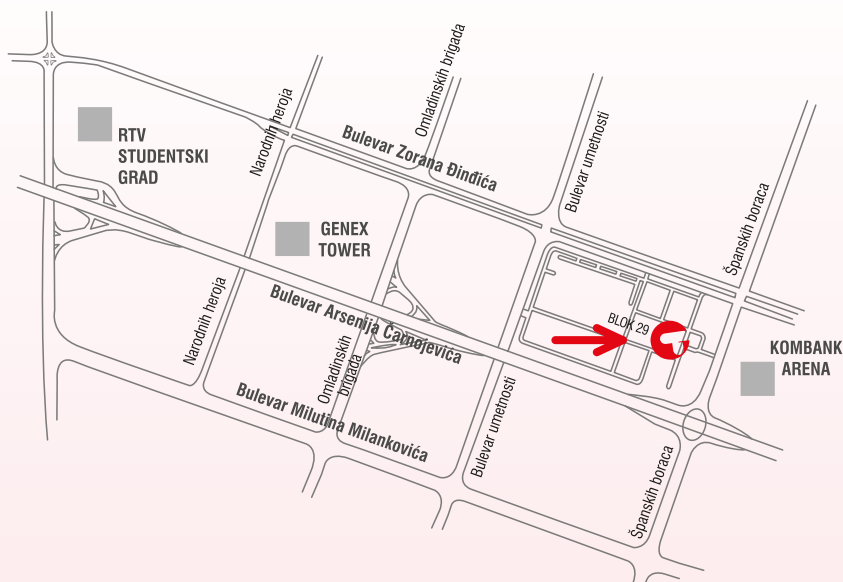 Omladinskih brigada
Narodnih heroja
Bulevar Zorana Đinđića
Bulevar umetnosti
RTV
STUDENTSKI
GRAD
Španskih boraca
GENEX
TOWER
Narodnih heroja
Bulevar Arsenija Čarnojevića
BLOK 29
KOMBANK
ARENA
Omladinskih
brigada
Bulevar umetnosti
Bulevar Milutina Milankovića
Španskih boraca